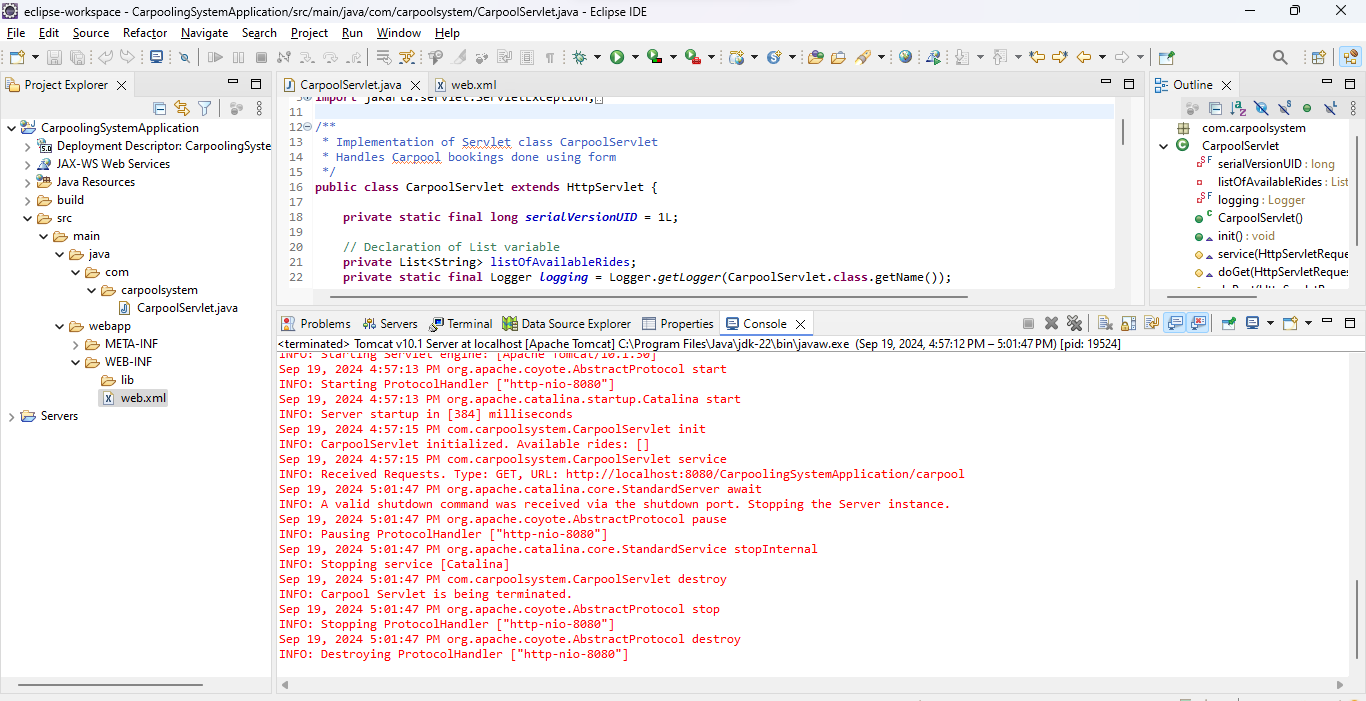 eclipse-workspace - CarpoolingSystemApplication/src/main/java/com/carpoolsystem/CarpoolServlet.java - Eclipse IDE
File Edit Source Refactor Navigate Search Project Run Window Help
Project Explorer
CarpoolingSystemApplication
Deployment Descriptor: CarpoolingSyste
JAX-WS Web Services
Java Resources
build
src
main
java
com
carpoolsystem
CarpoolServlet.java
webapp
META-INF
WEB-INF
lib
web.xml
Servers
CarpoolServlet.java web.xml
import jakarta.servlet.ServletException;
11
12 /**
13 * Implementation of Servlet class CarpoolServlet
14 * Handles Carpool bookings done using form
15 */
16 public class CarpoolServlet extends HttpServlet {
17
18 private static final long serialVersionUID = 1L;
19
20 // Declaration of List variable
21 private List<String> listOfAvailableRides;
22 private static final Logger logging = Logger.getLogger(CarpoolServlet.class.getName());
Outline
com.carpoolsystem
CarpoolServlet
serialVersionUID : long
listOfAvailableRides : List
logging : Logger
CarpoolServlet()
init() : void
service(HttpServletReque
doGet(HttpServletReques
Problems Servers Terminal Data Source Explorer Properties Console
<terminated> Tomcat v10.1 Server at localhost [Apache Tomcat] C:\Program Files\Java\jdk-22\bin\javaw.exe (Sep 19, 2024, 4:57:12 PM – 5:01:47 PM) [pid: 19524]
INFO: Starting Servlet engine: [Apache Tomcat/10.1.30]
Sep 19, 2024 4:57:13 PM org.apache.coyote.AbstractProtocol start
INFO: Starting ProtocolHandler ["http-nio-8080"]
Sep 19, 2024 4:57:13 PM org.apache.catalina.startup.Catalina start
INFO: Server startup in [384] milliseconds
Sep 19, 2024 4:57:15 PM com.carpoolsystem.CarpoolServlet init
INFO: CarpoolServlet initialized. Available rides: []
Sep 19, 2024 4:57:15 PM com.carpoolsystem.CarpoolServlet service
INFO: Received Requests. Type: GET, URL: http://localhost:8080/CarpoolingSystemApplication/carpool
Sep 19, 2024 5:01:47 PM org.apache.catalina.core.StandardServer await
INFO: A valid shutdown command was received via the shutdown port. Stopping the Server instance.
Sep 19, 2024 5:01:47 PM org.apache.coyote.AbstractProtocol pause
INFO: Pausing ProtocolHandler ["http-nio-8080"]
Sep 19, 2024 5:01:47 PM org.apache.catalina.core.StandardService stopInternal
INFO: Stopping service [Catalina]
Sep 19, 2024 5:01:47 PM com.carpoolsystem.CarpoolServlet destroy
INFO: Carpool Servlet is being terminated.
Sep 19, 2024 5:01:47 PM org.apache.coyote.AbstractProtocol stop
INFO: Stopping ProtocolHandler ["http-nio-8080"]
Sep 19, 2024 5:01:47 PM org.apache.coyote.AbstractProtocol destroy
INFO: Destroying ProtocolHandler ["http-nio-8080"]